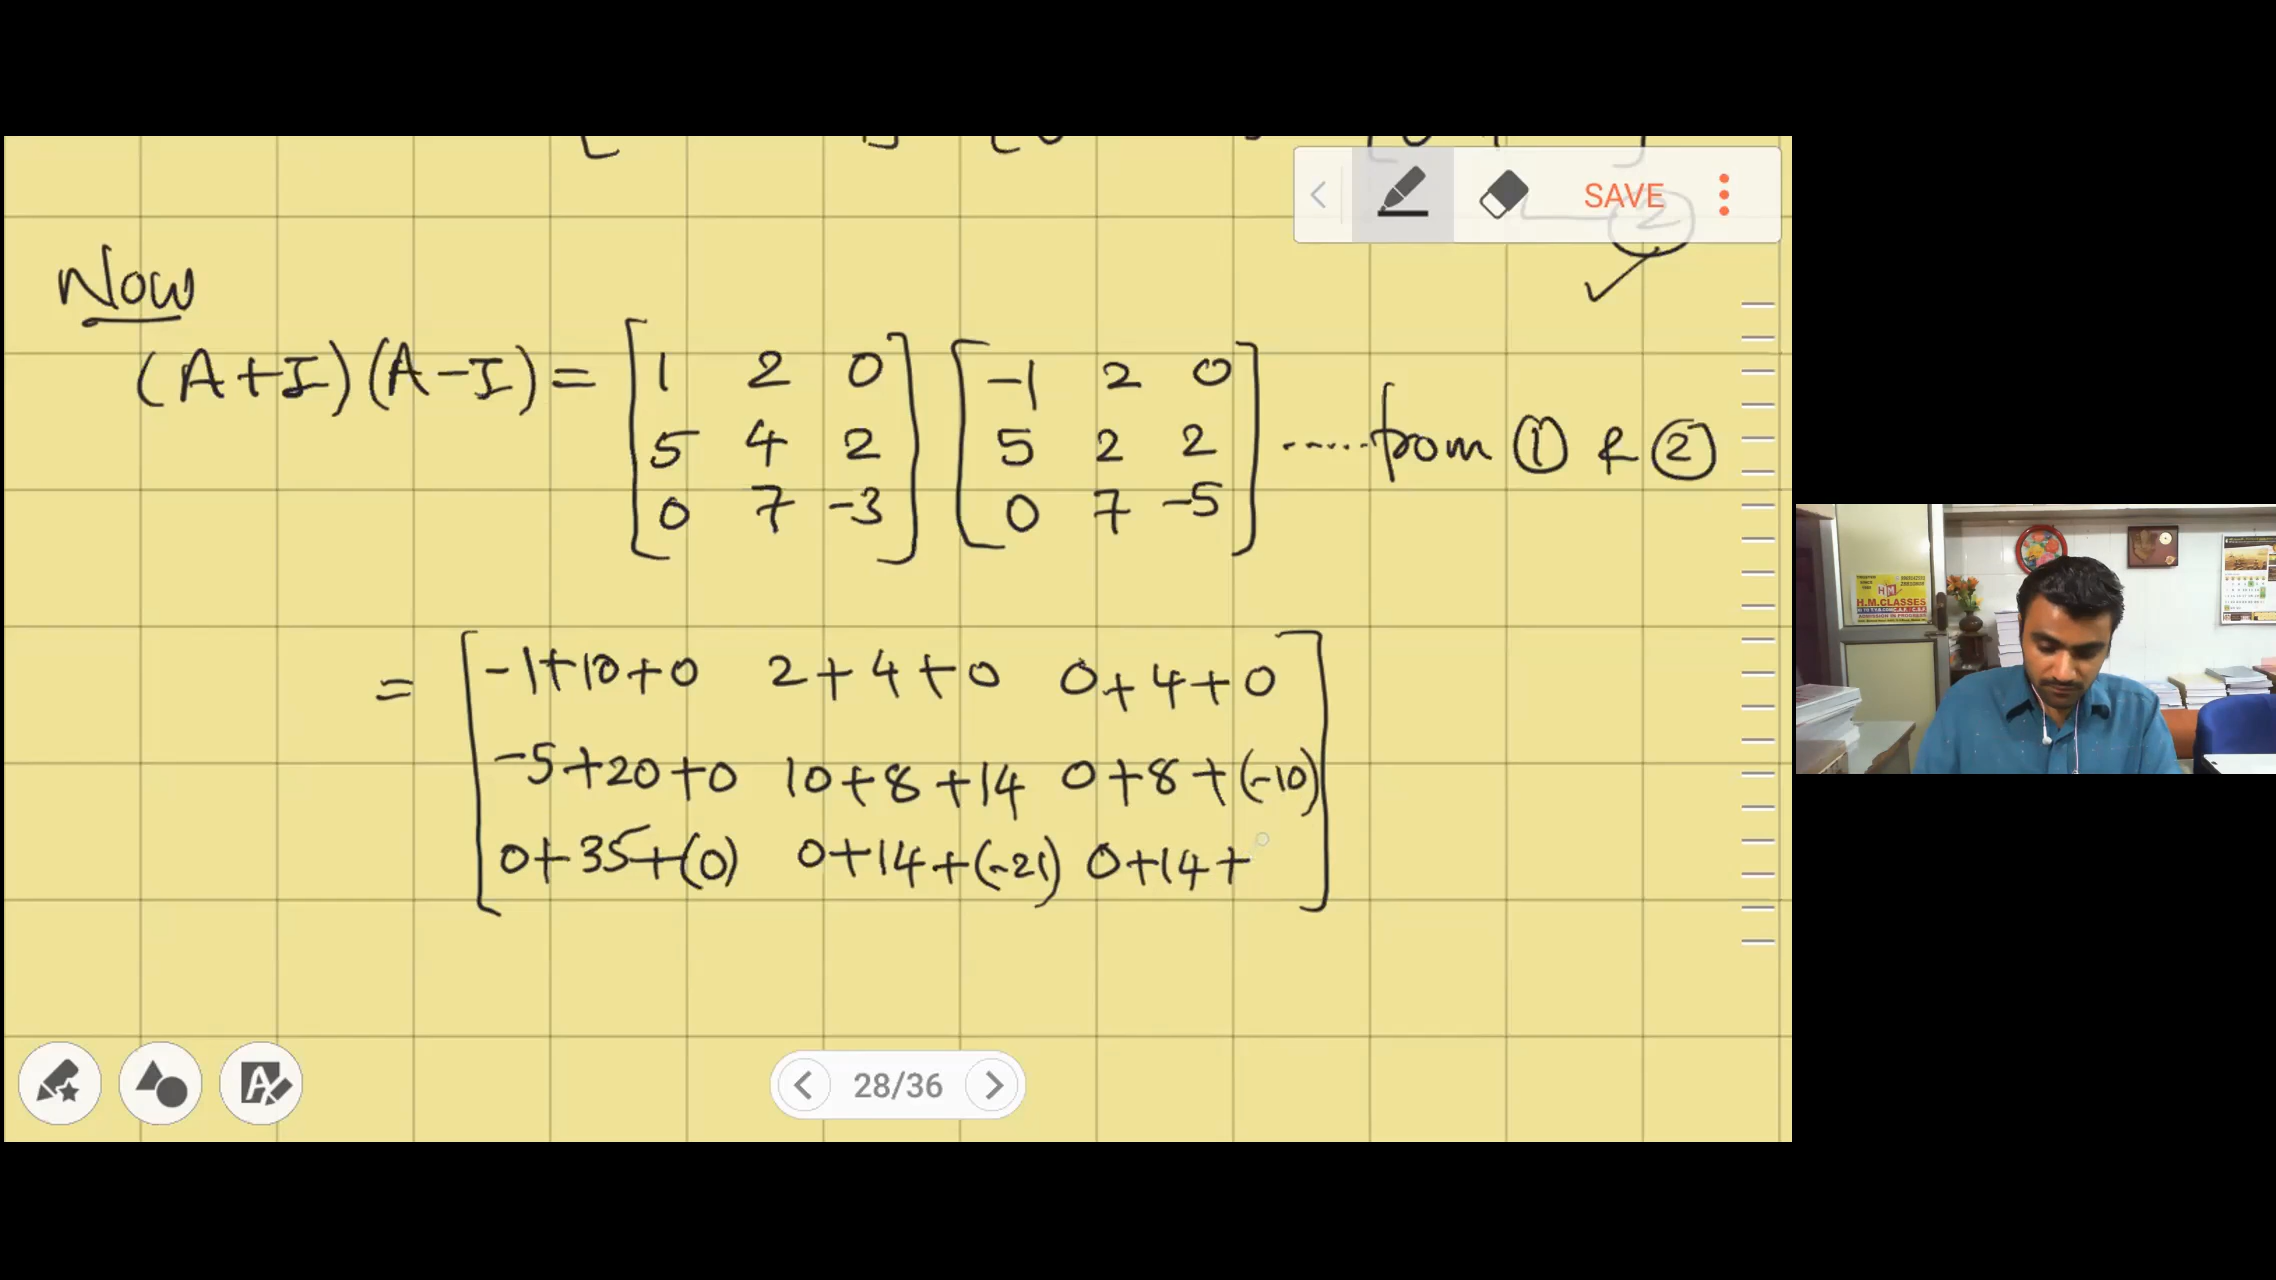 SAVE
2
Now
(A+I)(A-I) = [1 2 0] [-1 2 0]
[5 4 2] [5 2 2] ......from ① & ②
[0 7 -3] [0 7 -5]
= [-1+10+0 2+4+0 0+4+0]
[-5+20+0 10+8+14 0+8+(-10)]
[0+35+(0) 0+14+(-21) 0+14+]
H.M.CLASSES
28/36